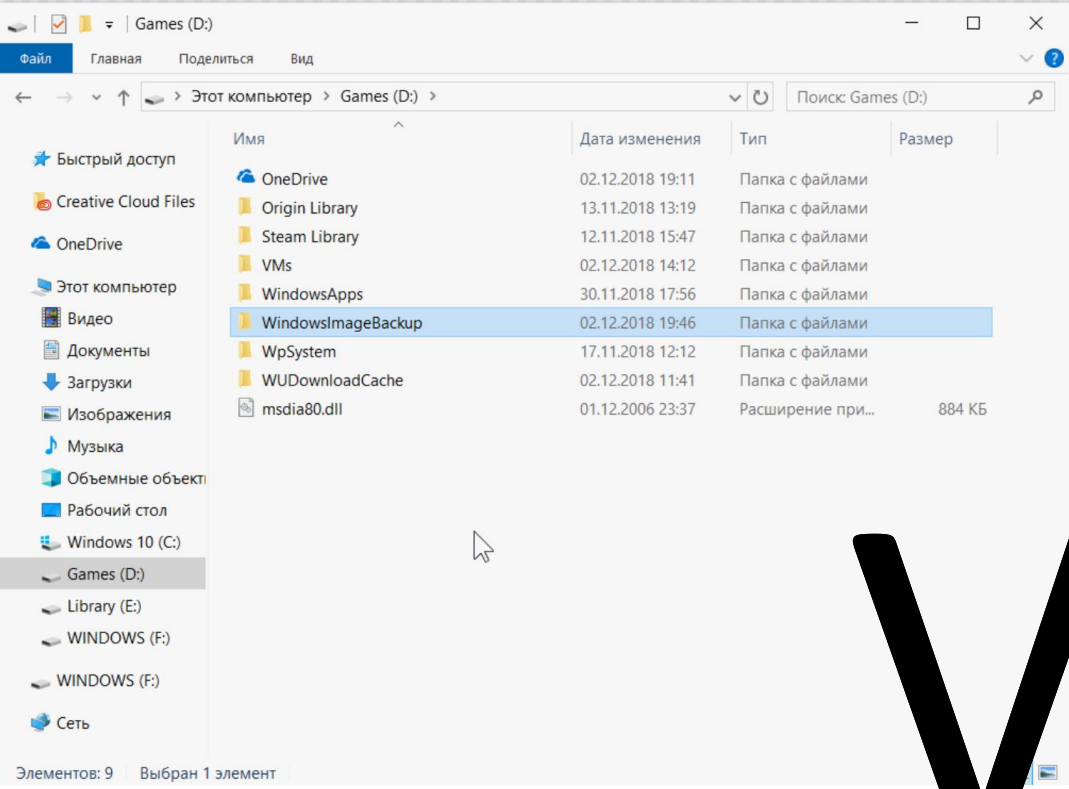 Games (D:)
Файл Главная Поделиться Вид
Этот компьютер > Games (D:) >
Поиск: Games (D:)
Имя Дата изменения Тип Размер
Быстрый доступ
Creative Cloud Files
OneDrive
Этот компьютер
Видео
Документы
Загрузки
Изображения
Музыка
Объемные объект
Рабочий стол
Windows 10 (C:)
Games (D:)
Library (E:)
WINDOWS (F:)
WINDOWS (F:)
Сеть
OneDrive 02.12.2018 19:11 Папка с файлами
Origin Library 13.11.2018 13:19 Папка с файлами
Steam Library 12.11.2018 15:47 Папка с файлами
VMs 02.12.2018 14:12 Папка с файлами
WindowsApps 30.11.2018 17:56 Папка с файлами
WindowsImageBackup 02.12.2018 19:46 Папка с файлами
WpSystem 17.11.2018 12:12 Папка с файлами
WUDownloadCache 02.12.2018 11:41 Папка с файлами
msdia80.dll 01.12.2006 23:37 Расширение при... 884 КБ
Элементов: 9 Выбран 1 элемент